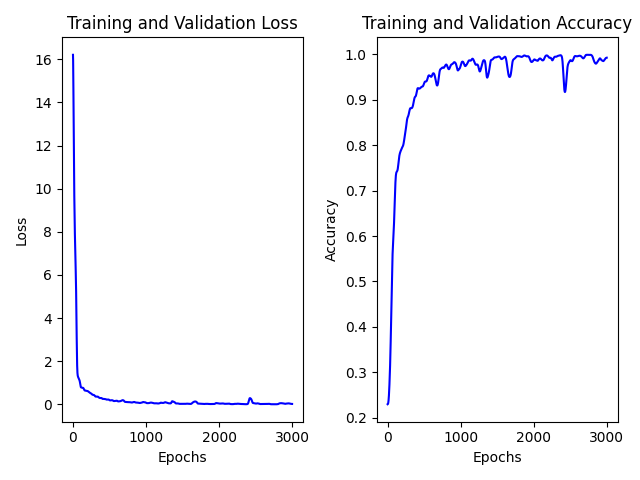 Training and Validation Loss
16
14
12
10
8
6
4
2
0
0 1000 2000 3000
Epochs
Loss
Training and Validation Accuracy
1.0
0.9
0.8
0.7
0.6
0.5
0.4
0.3
0.2
0 1000 2000 3000
Epochs
Accuracy